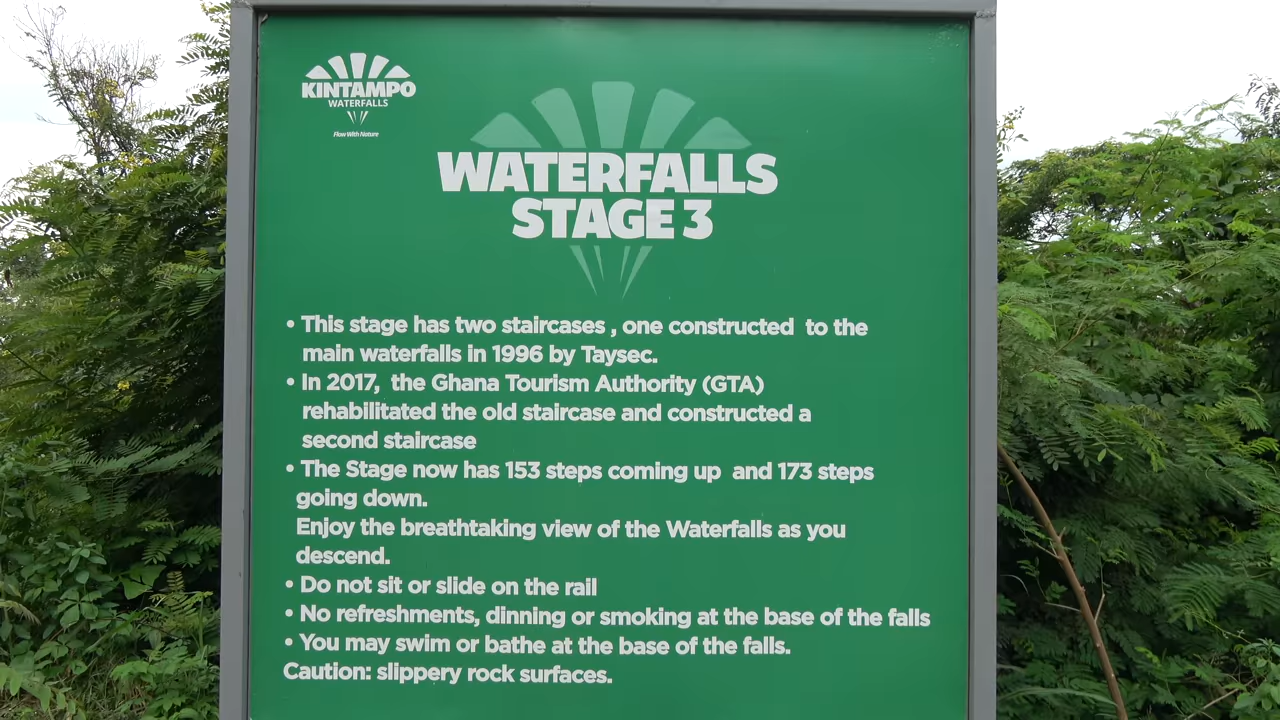 KINTAMPO
WATERFALLS
Flow With Nature
WATERFALLS
STAGE 3
• This stage has two staircases , one constructed to the
main waterfalls in 1996 by Taysec.
• In 2017, the Ghana Tourism Authority (GTA)
rehabilitated the old staircase and constructed a
second staircase
• The Stage now has 153 steps coming up and 173 steps
going down.
Enjoy the breathtaking view of the Waterfalls as you
descend.
• Do not sit or slide on the rail
• No refreshments, dinning or smoking at the base of the falls
• You may swim or bathe at the base of the falls.
Caution: slippery rock surfaces.